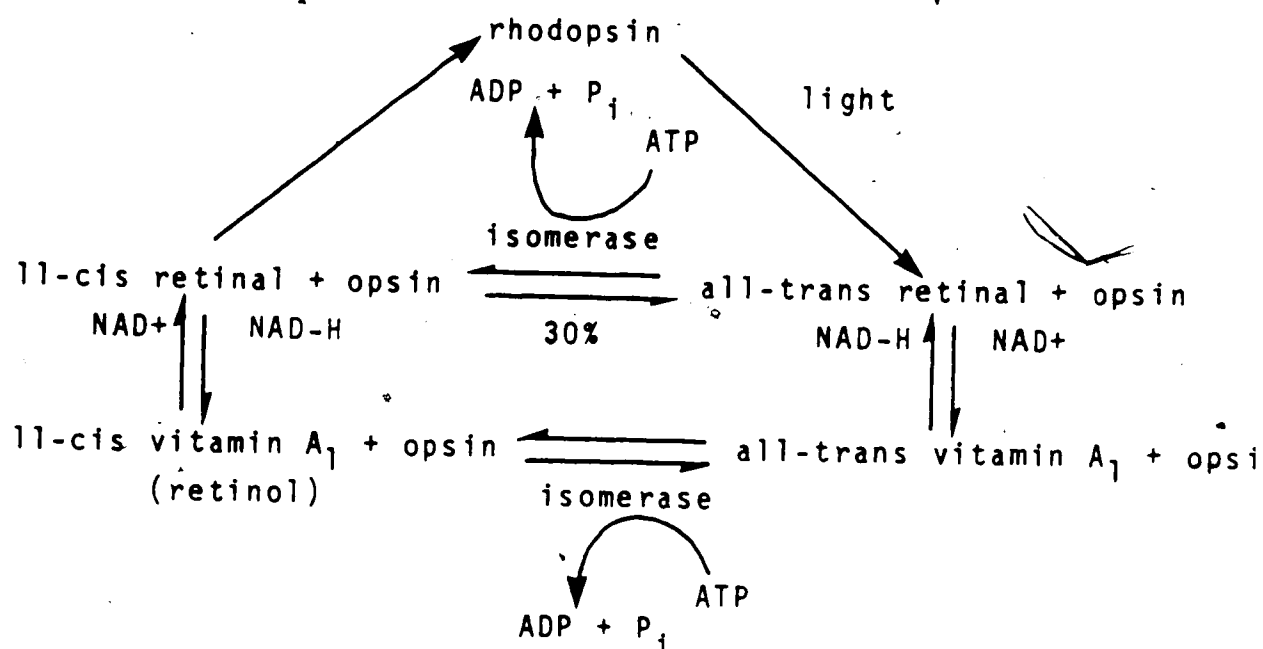 rhodopsin
ADP + Pi
light
ATP
isomerase
11-cis retinal + opsin
all-trans retinal + opsin
NAD+
NAD-H
30%
NAD-H
NAD+
11-cis vitamin A1 + opsin
all-trans vitamin A1 + opsi
(retinol)
isomerase
ATP
ADP + Pi